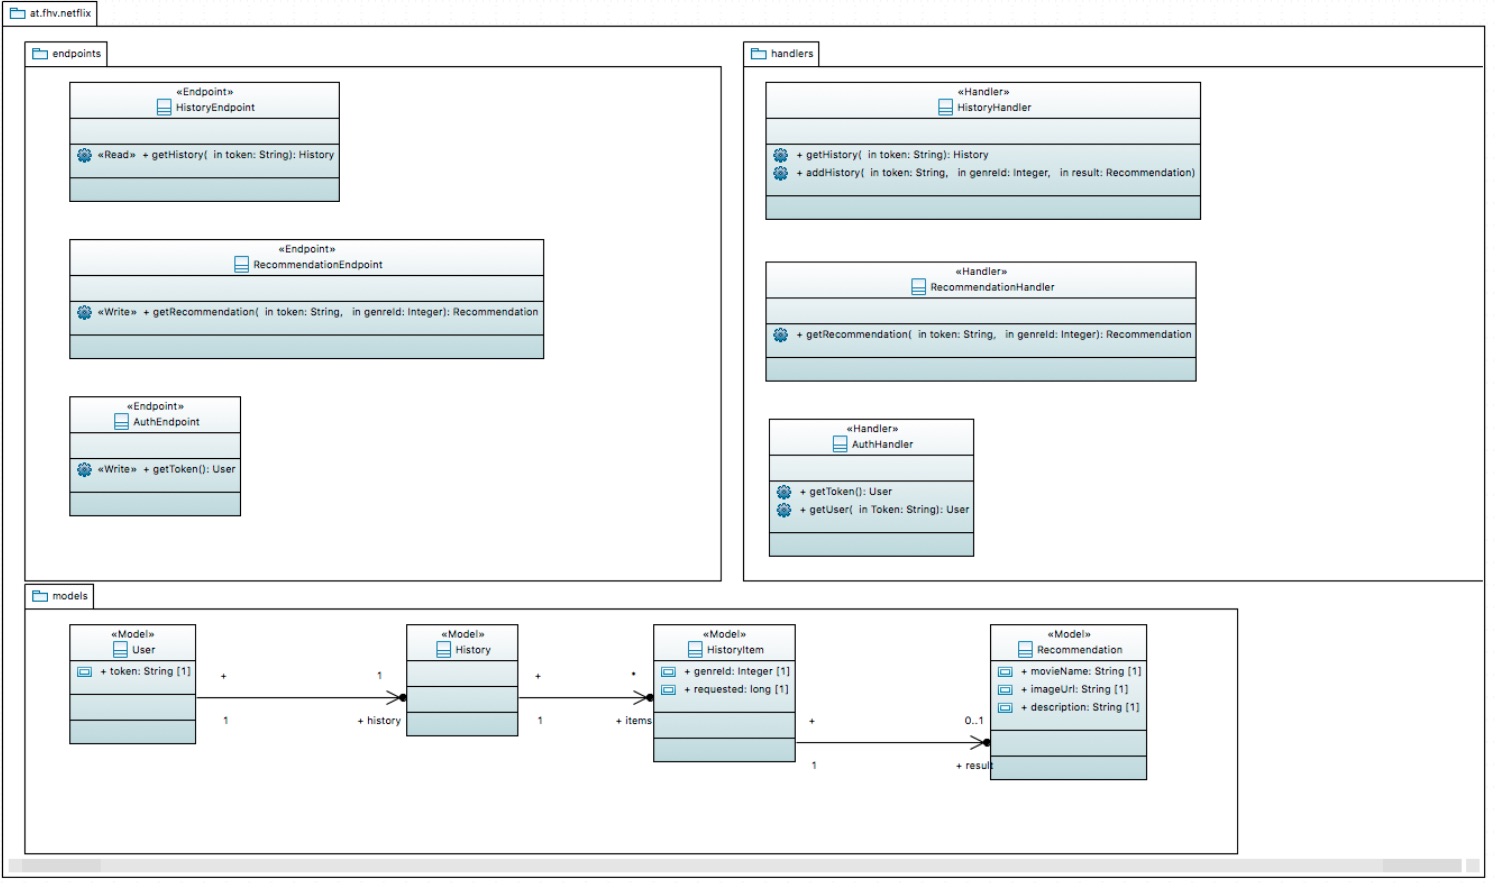 at.fhv.netflix
endpoints
«Endpoint»
HistoryEndpoint
«Read» + getHistory( in token: String): History
«Endpoint»
RecommendationEndpoint
«Write» + getRecommendation( in token: String, in genreId: Integer): Recommendation
«Endpoint»
AuthEndpoint
«Write» + getToken(): User
handlers
«Handler»
HistoryHandler
+ getHistory( in token: String): History
+ addHistory( in token: String, in genreId: Integer, in result: Recommendation)
«Handler»
RecommendationHandler
+ getRecommendation( in token: String, in genreId: Integer): Recommendation
«Handler»
AuthHandler
+ getToken(): User
+ getUser( in Token: String): User
models
«Model»
User
+ token: String [1]
+ 1
1 + history
«Model»
History
+ *
1 + items
«Model»
HistoryItem
+ genreId: Integer [1]
+ requested: long [1]
+ 0..1
1 + result
«Model»
Recommendation
+ movieName: String [1]
+ imageUrl: String [1]
+ description: String [1]